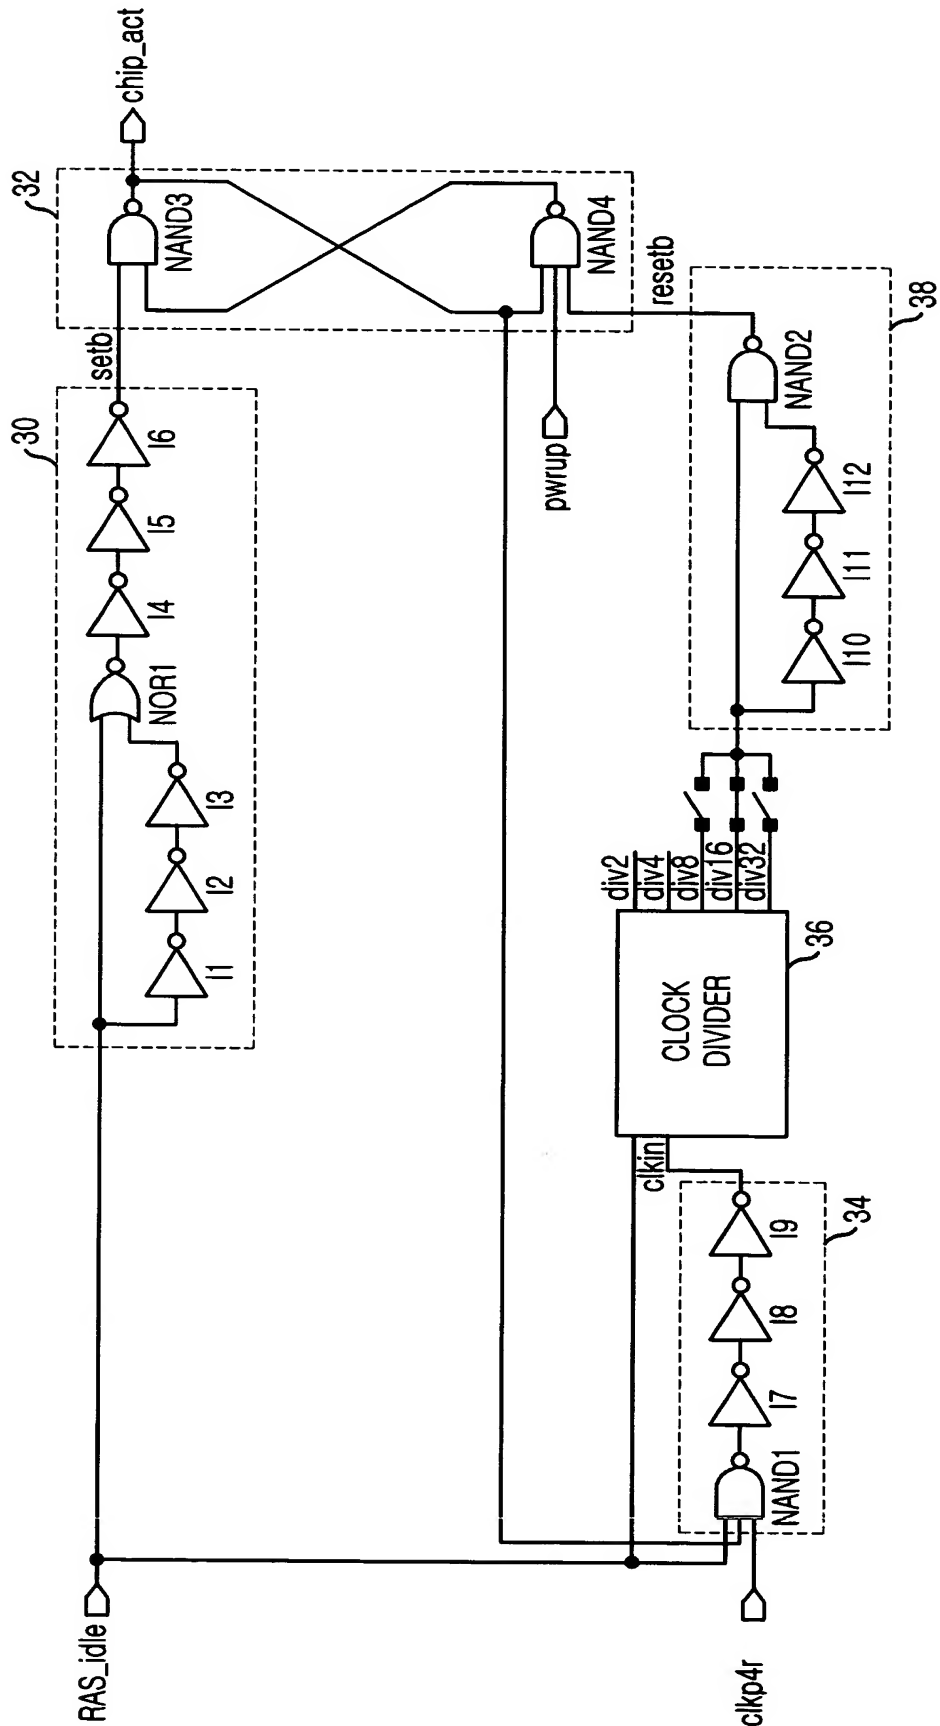 RAS_idle
30
I1
I2
I3
NOR1
I4
I5
I6
setb
32
NAND3
chip_act
NAND4
pwrup
resetb
clkp4r
NAND1
I7
I8
I9
34
clkin
CLOCK
DIVIDER
36
div2
div4
div8
div16
div32
I10
I11
I12
NAND2
38